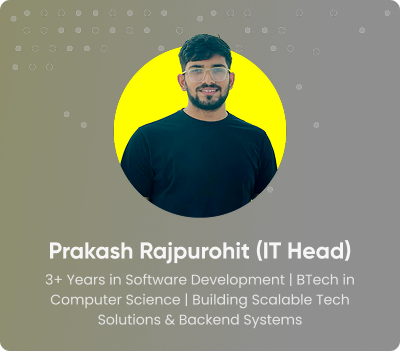 Prakash Rajpurohit (IT Head)
3+ Years in Software Development | BTech in
Computer Science | Building Scalable Tech
Solutions & Backend Systems